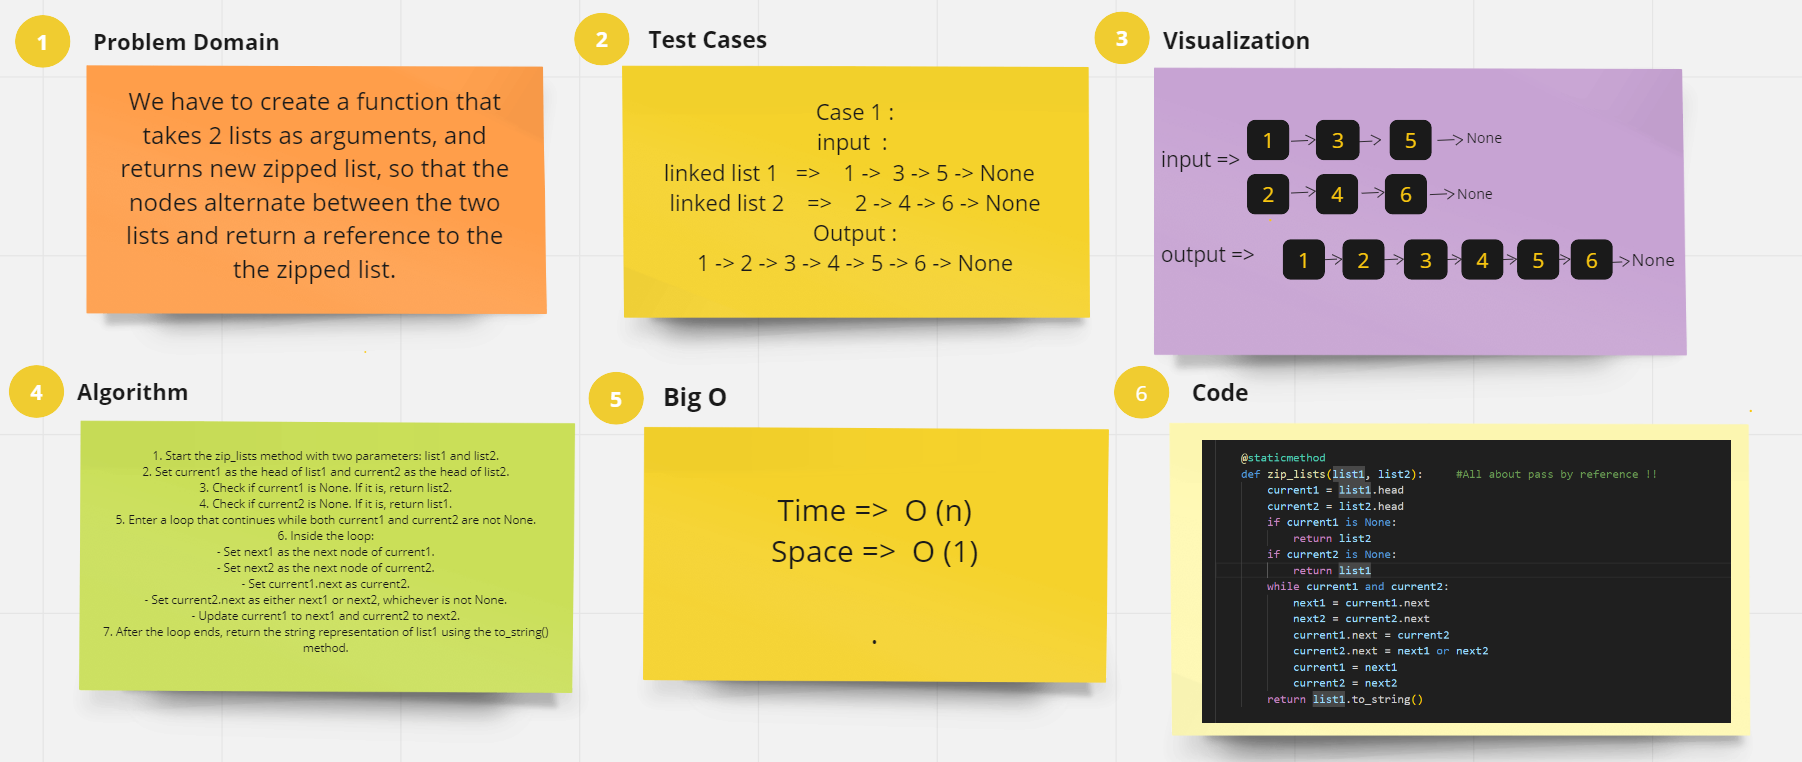 1
Problem Domain
We have to create a function that
takes 2 lists as arguments, and
returns new zipped list, so that the
nodes alternate between the two
lists and return a reference to the
the zipped list.
2
Test Cases
Case 1 :
input  :
linked list 1   =>    1 ->  3 -> 5 -> None
linked list 2    =>    2 -> 4 -> 6 -> None
Output :
1 -> 2 -> 3 -> 4 -> 5 -> 6 -> None
3
Visualization
input => 1 3 5 None
2 4 6 None
output => 1 2 3 4 5 6 None
4
Algorithm
1. Start the zip_lists method with two parameters: list1 and list2.
2. Set current1 as the head of list1 and current2 as the head of list2.
3. Check if current1 is None. If it is, return list2.
4. Check if current2 is None. If it is, return list1.
5. Enter a loop that continues while both current1 and current2 are not None.
6. Inside the loop:
- Set next1 as the next node of current1.
- Set next2 as the next node of current2.
- Set current1.next as current2.
- Set current2.next as either next1 or next2, whichever is not None.
- Update current1 to next1 and current2 to next2.
7. After the loop ends, return the string representation of list1 using the to_string()
method.
5
Big O
Time =>  O (n)
Space =>  O (1)
.
6
Code
@staticmethod
def zip_lists(list1, list2):     #All about pass by reference !!
    current1 = list1.head
    current2 = list2.head
    if current1 is None:
        return list2
    if current2 is None:
        return list1
    while current1 and current2:
        next1 = current1.next
        next2 = current2.next
        current1.next = current2
        current2.next = next1 or next2
        current1 = next1
        current2 = next2
    return list1.to_string()